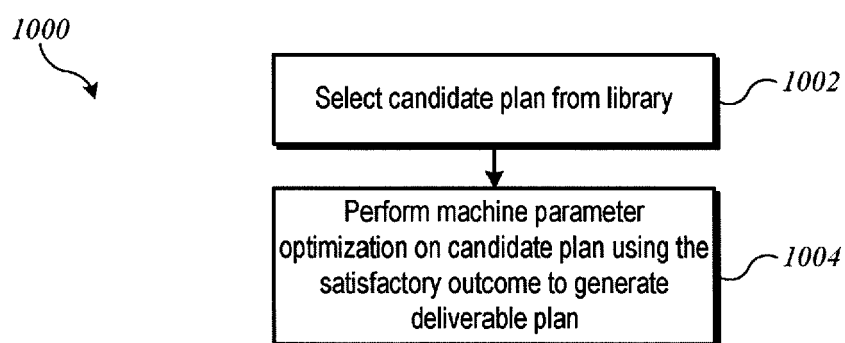 1000
Select candidate plan from library
1002
Perform machine parameter
optimization on candidate plan using the
satisfactory outcome to generate
deliverable plan
1004